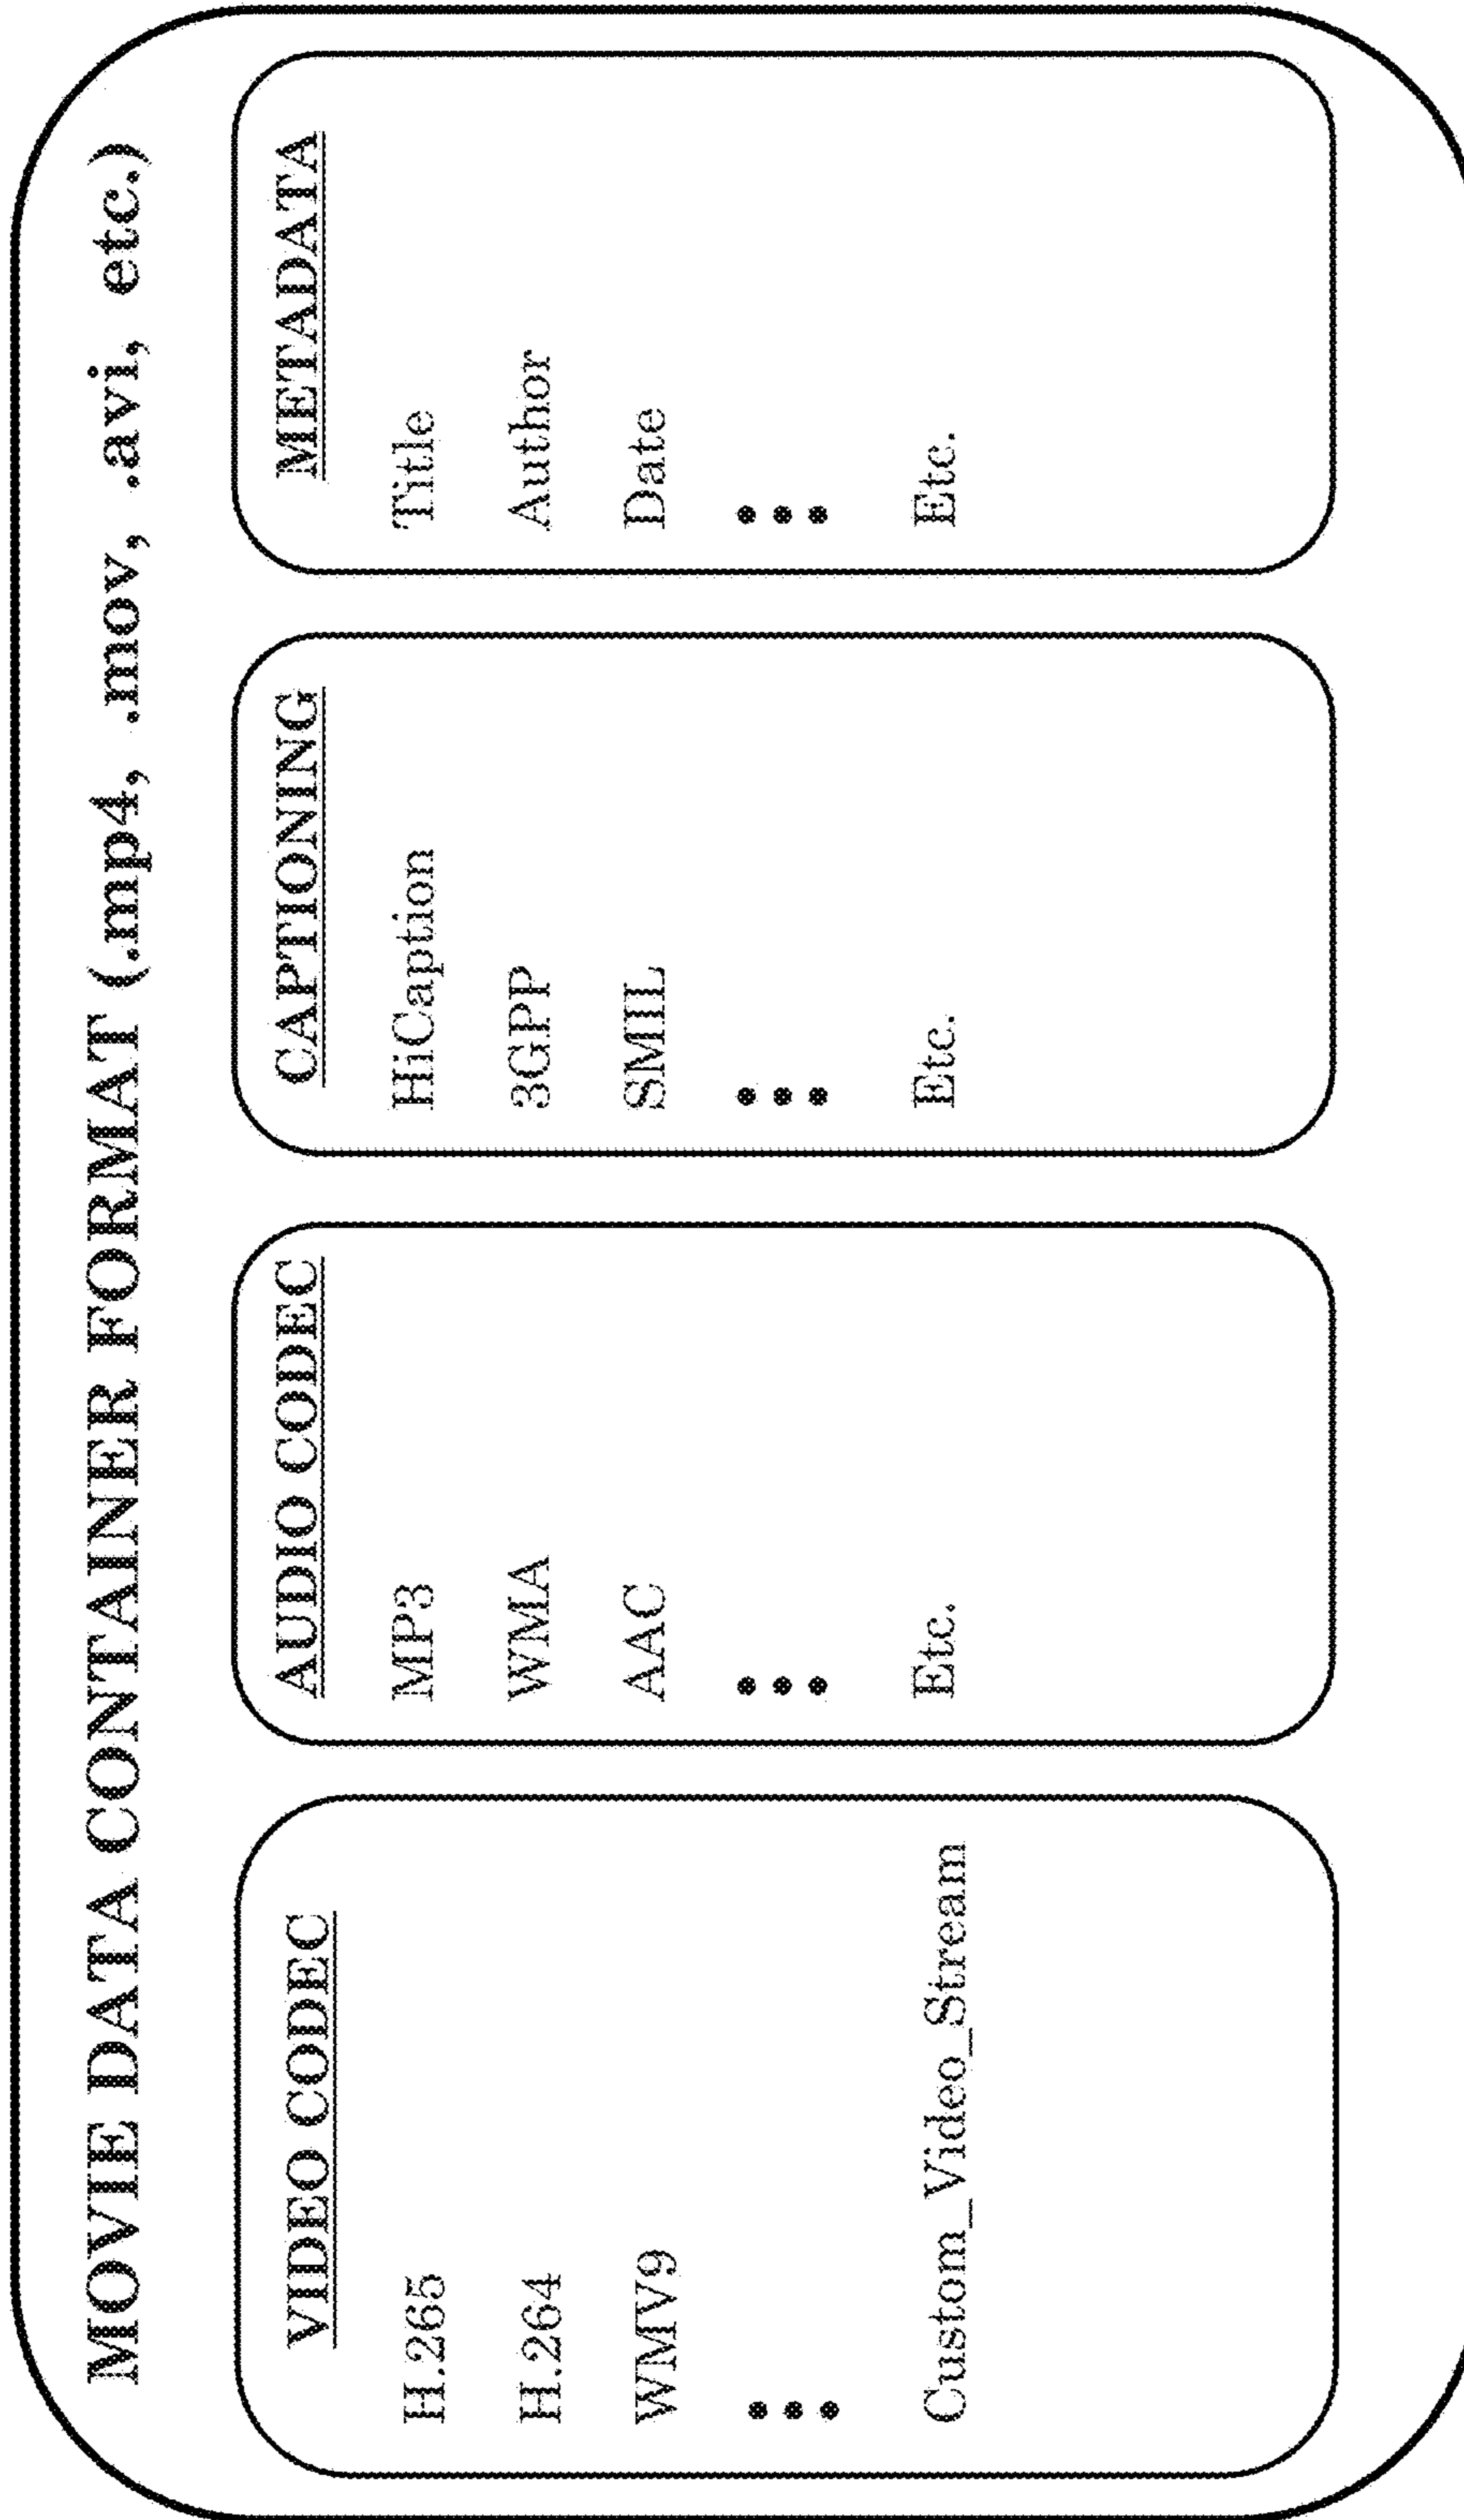 MOVIE DATA CONTAINER FORMAT (.mp4, .mov, .avi, etc.)
VIDEO CODEC
H.265
H.264
WMV9
Custom_Video_Stream
AUDIO CODEC
MP3
WMA
AAC
Etc.
CAPTIONING
HiCaption
3GPP
SMIL
Etc.
METADATA
Title
Author
Date
Etc.